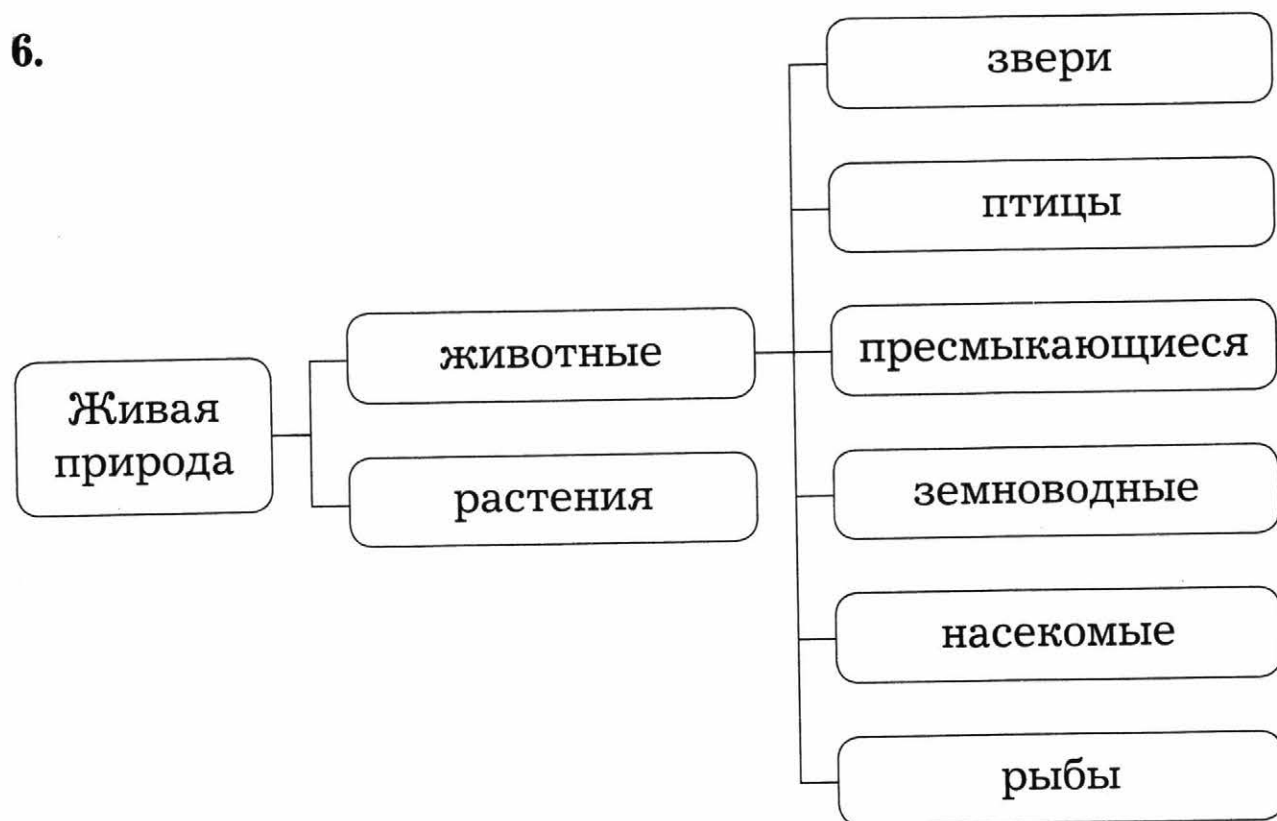 6.
звери
птицы
пресмыкающиеся
животные
Живая
природа
растения
земноводные
насекомые
рыбы